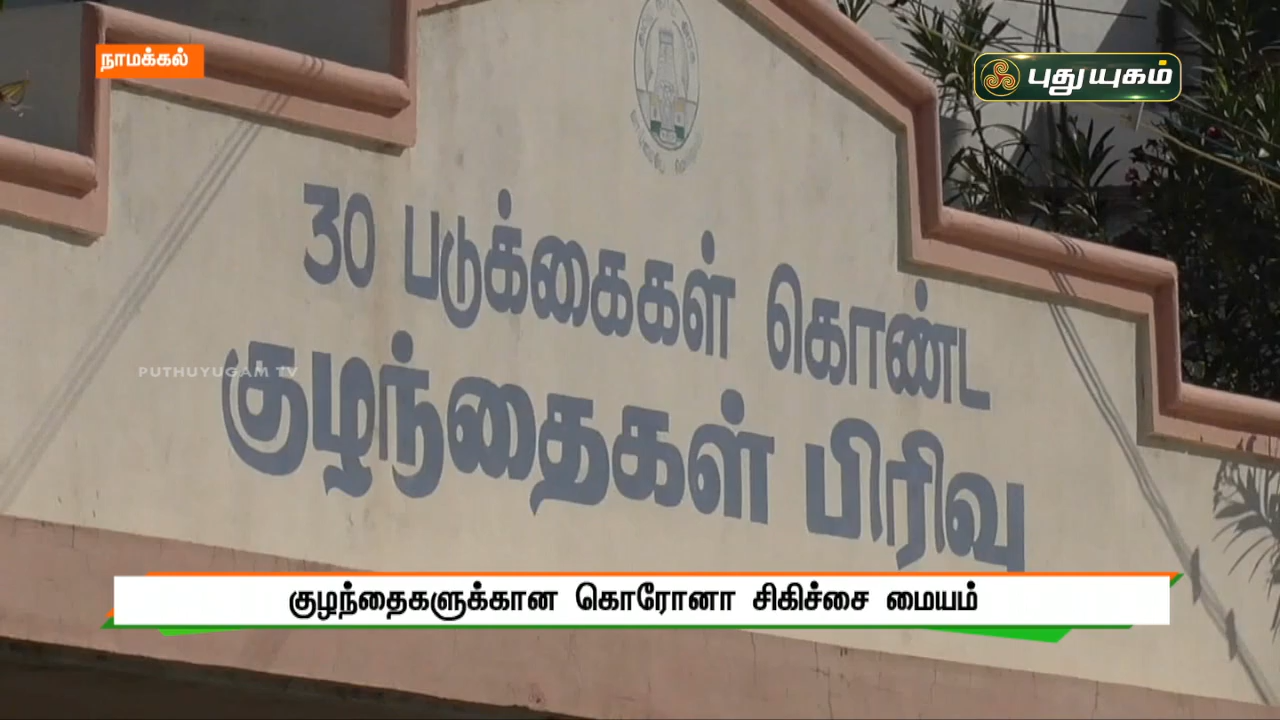 நாமக்கல்
புதுயுகம்
30 படுக்கைகள் கொண்ட
குழந்தைகள் பிரிவு
PUTHUYUGAM TV
குழந்தைகளுக்கான கொரோனா சிகிச்சை மையம்